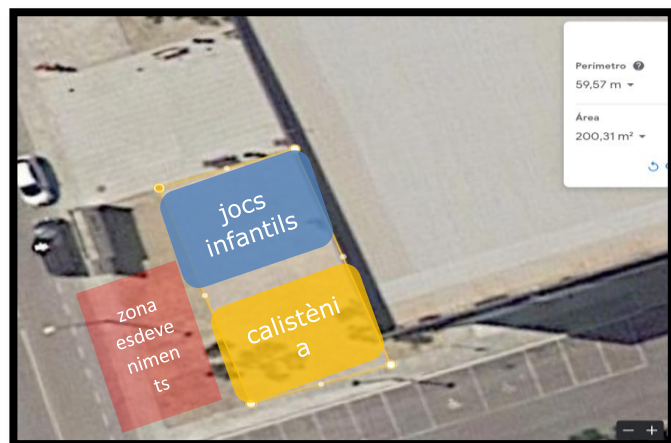 Perímetro
59,57 m
Área
200,31 m²
jocs
infantils
zona
esdeve
nimen
ts
calistèni
a